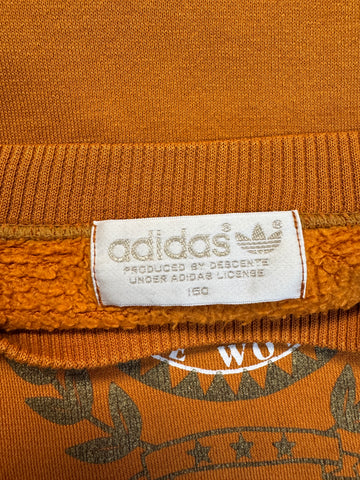 adidas
PRODUCED BY DESCENTE
UNDER ADIDAS LICENSE
150